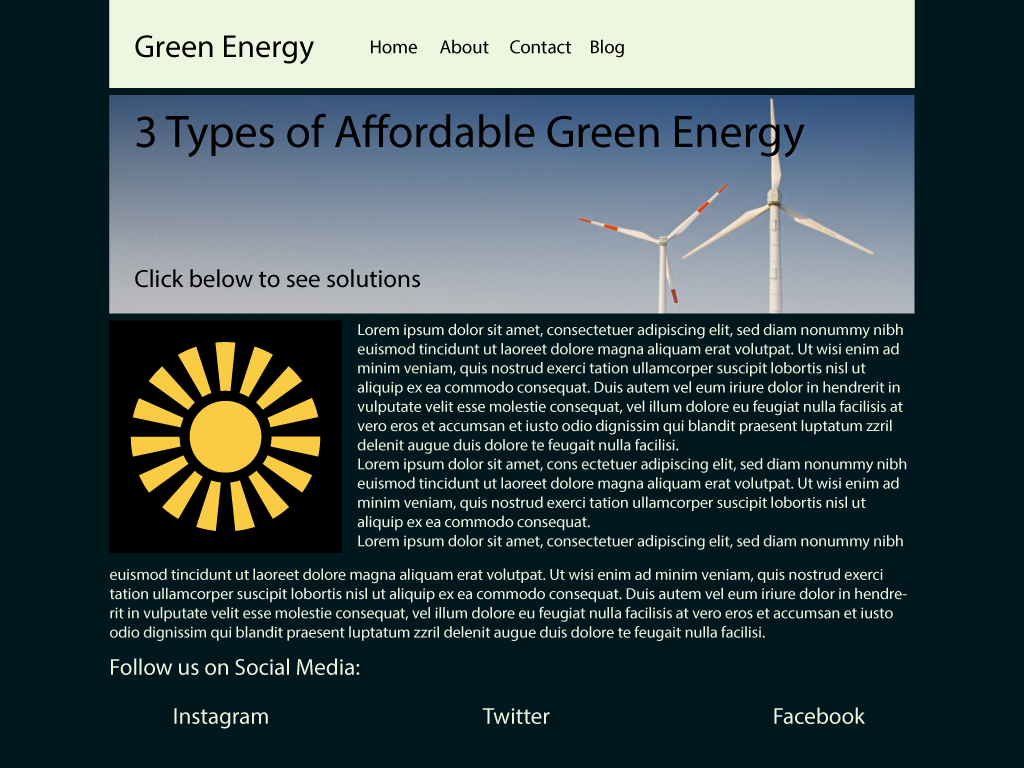 Green Energy Home About Contact Blog
3 Types of Affordable Green Energy
Click below to see solutions
Lorem ipsum dolor sit amet, consectetuer adipiscing elit, sed diam nonummy nibh
euismod tincidunt ut laoreet dolore magna aliquam erat volutpat. Ut wisi enim ad
minim veniam, quis nostrud exerci tation ullamcorper suscipit lobortis nisl ut
aliquip ex ea commodo consequat. Duis autem vel eum iriure dolor in hendrerit in
vulputate velit esse molestie consequat, vel illum dolore eu feugiat nulla facilisis at
vero eros et accumsan et iusto odio dignissim qui blandit praesent luptatum zzril
delenit augue duis dolore te feugait nulla facilisi.
Lorem ipsum dolor sit amet, cons ectetuer adipiscing elit, sed diam nonummy nibh
euismod tincidunt ut laoreet dolore magna aliquam erat volutpat. Ut wisi enim ad
minim veniam, quis nostrud exerci tation ullamcorper suscipit lobortis nisl ut
aliquip ex ea commodo consequat.
Lorem ipsum dolor sit amet, consectetuer adipiscing elit, sed diam nonummy nibh
euismod tincidunt ut laoreet dolore magna aliquam erat volutpat. Ut wisi enim ad minim veniam, quis nostrud exerci
tation ullamcorper suscipit lobortis nisl ut aliquip ex ea commodo consequat. Duis autem vel eum iriure dolor in hendre-
rit in vulputate velit esse molestie consequat, vel illum dolore eu feugiat nulla facilisis at vero eros et accumsan et iusto
odio dignissim qui blandit praesent luptatum zzril delenit augue duis dolore te feugait nulla facilisi.
Follow us on Social Media:
Instagram Twitter Facebook